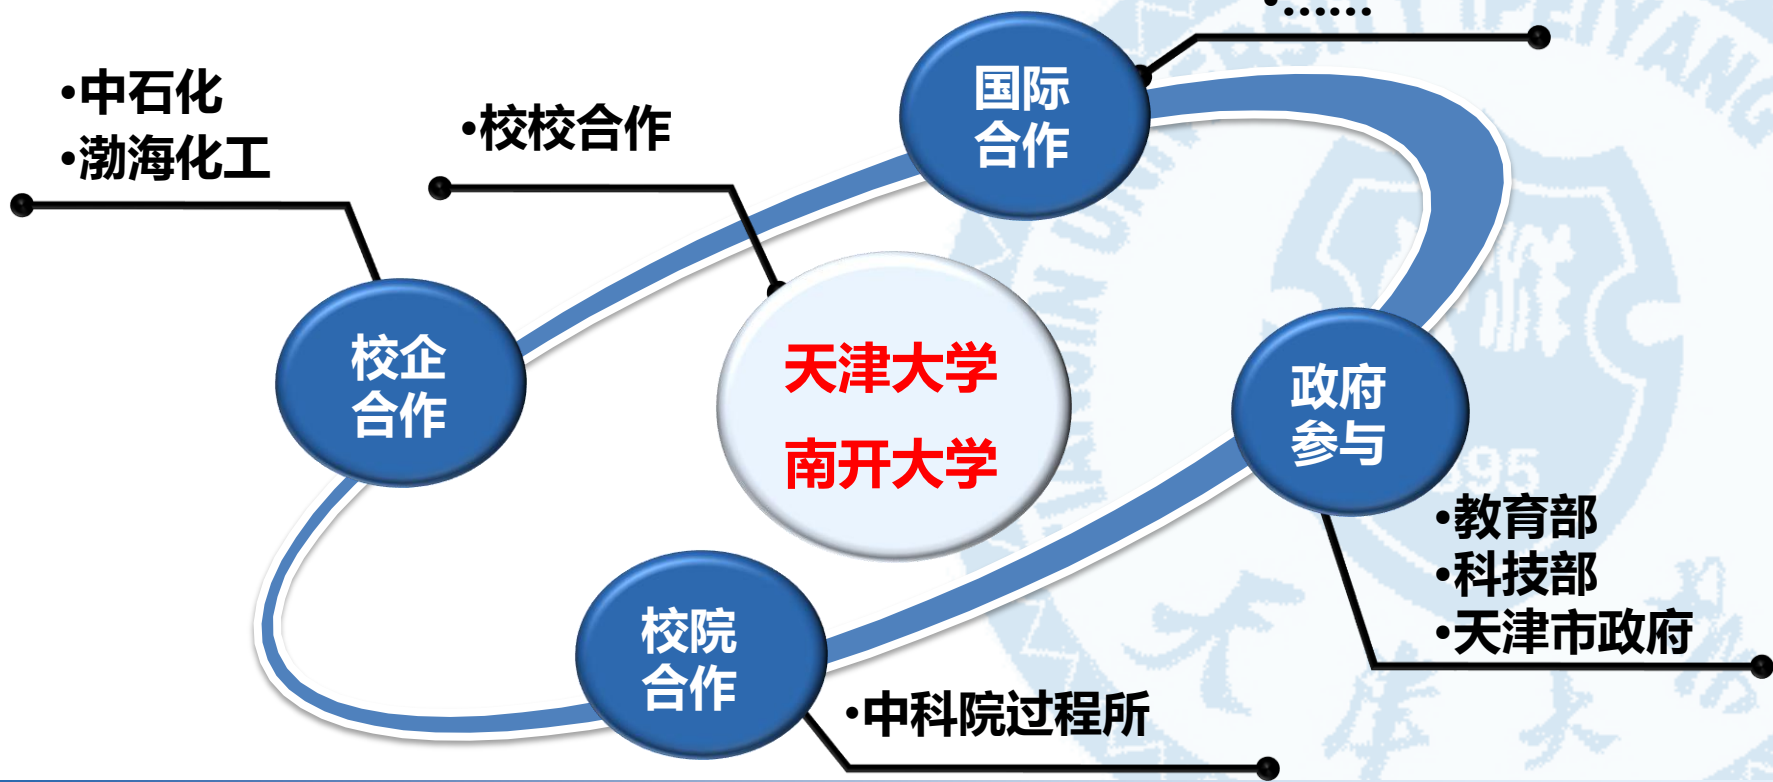 •......
•中石化
•渤海化工
•校校合作
国际
合作
校企
合作
天津大学
南开大学
政府
参与
1895
•教育部
•科技部
•天津市政府
校院
合作
•中科院过程所